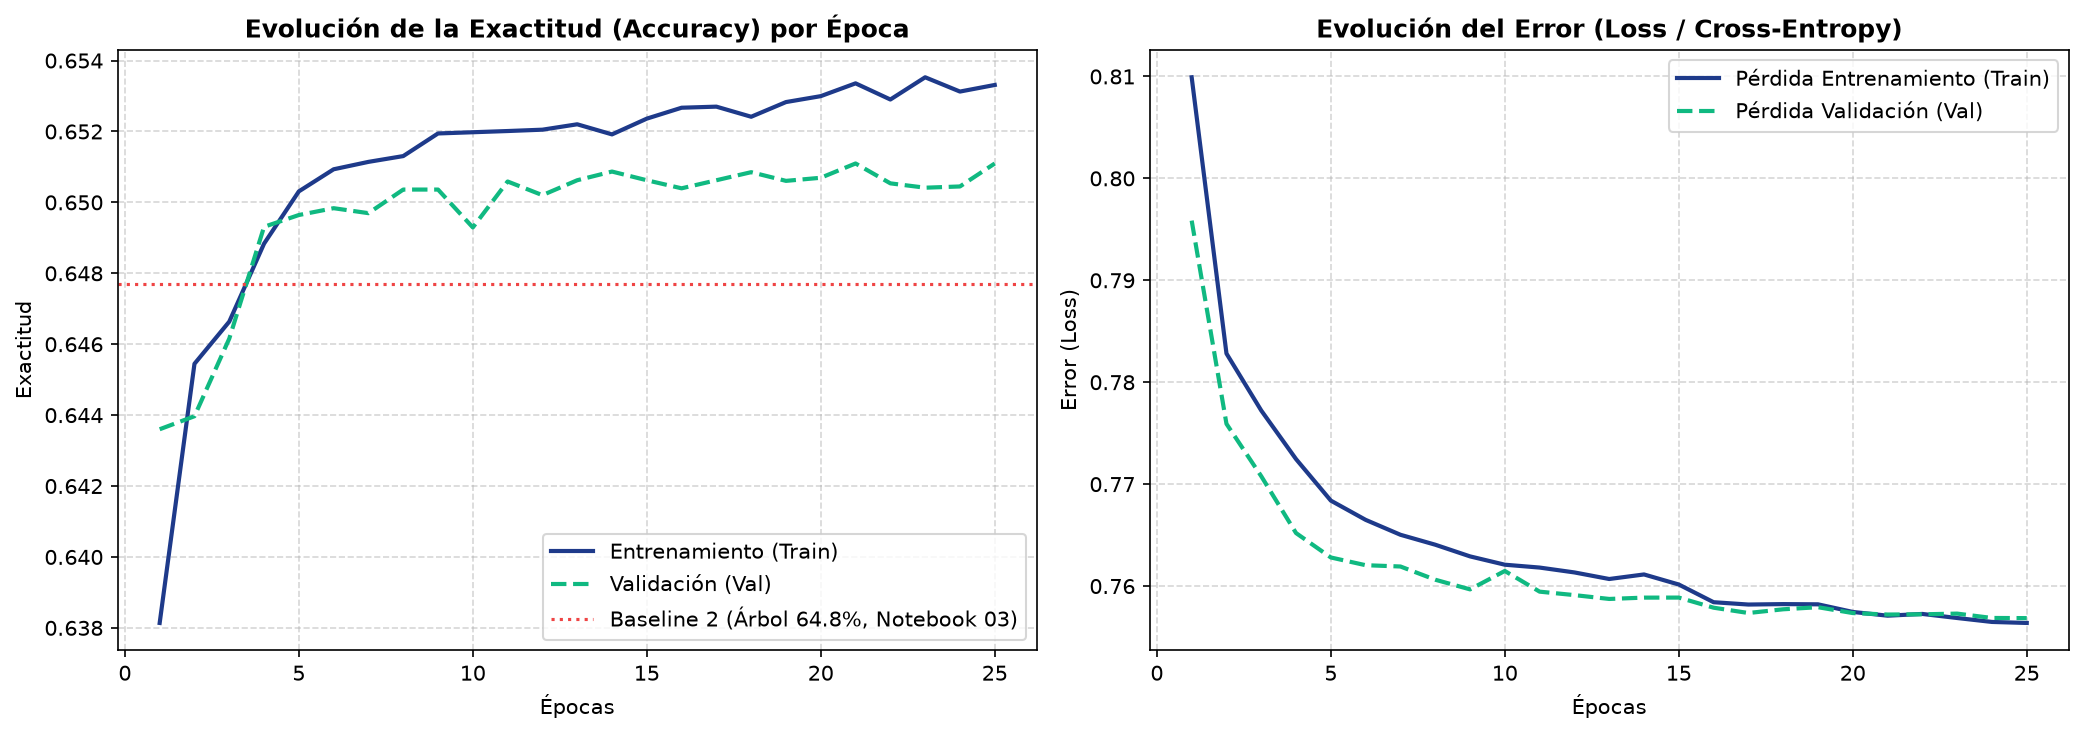 Evolución de la Exactitud (Accuracy) por Época
0.654
0.652
0.650
0.648
0.646
0.644
0.642
0.640
0.638
Exactitud
Entrenamiento (Train)
Validación (Val)
Baseline 2 (Árbol 64.8%, Notebook 03)
0 5 10 15 20 25
Épocas
Evolución del Error (Loss / Cross-Entropy)
0.81
0.80
0.79
0.78
0.77
0.76
Error (Loss)
Pérdida Entrenamiento (Train)
Pérdida Validación (Val)
0 5 10 15 20 25
Épocas